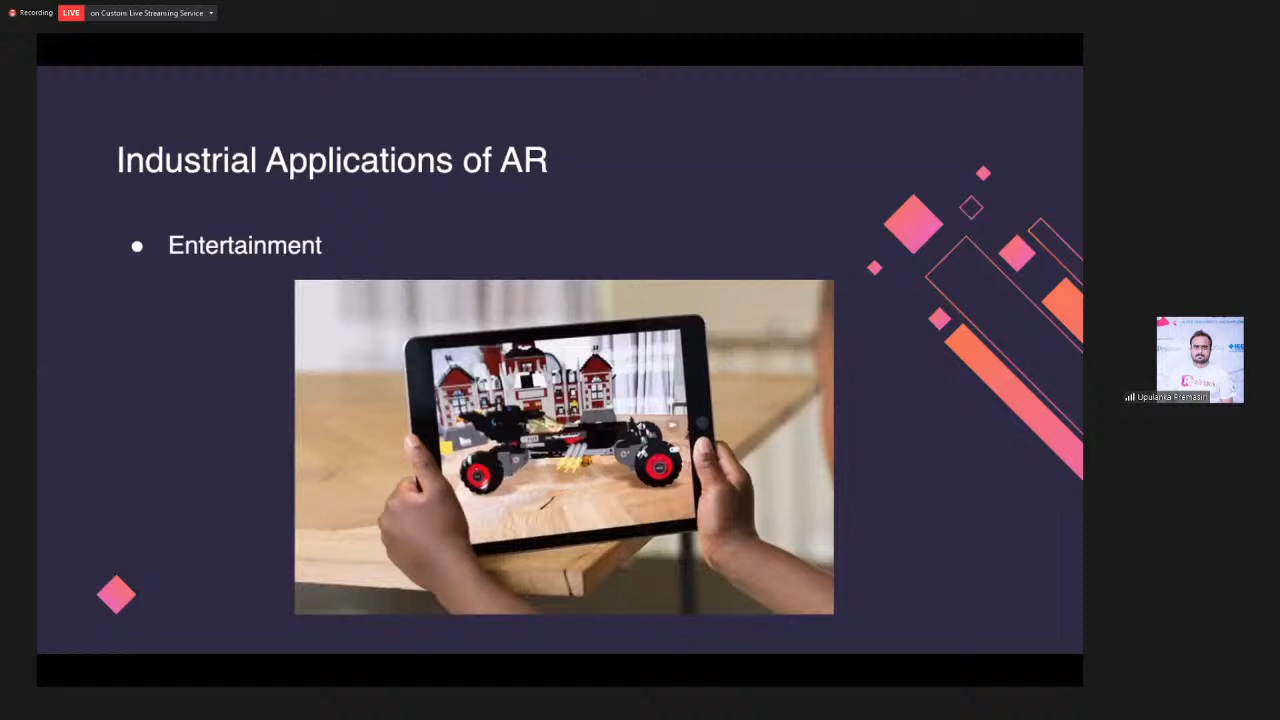 Recording
LIVE
on Custom Live Streaming Service
Industrial Applications of AR
● Entertainment
Upulanka Premasiri